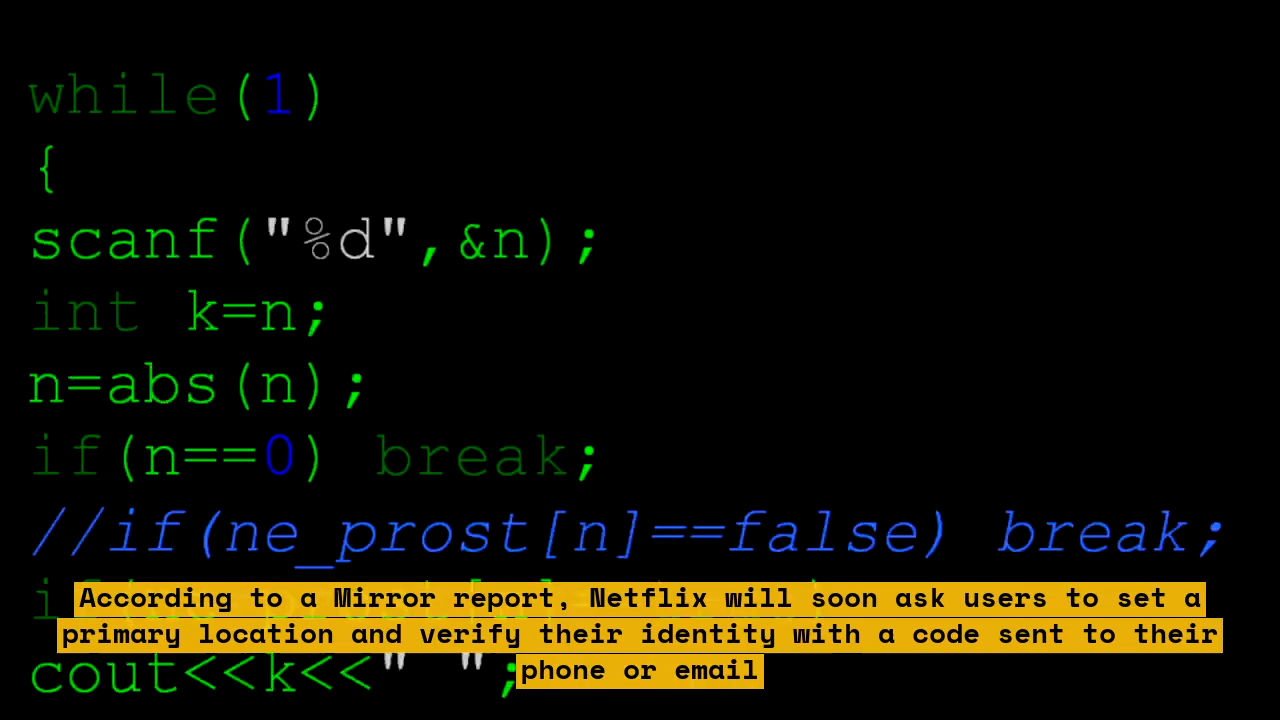 while(1)
{
scanf("%d",&n);
int k=n;
n=abs(n);
if(n==0) break;
//if(ne_prost[n]==false) break;
According to a Mirror report, Netflix will soon ask users to set a
primary location and verify their identity with a code sent to their
phone or email
cout<<k<<" ";